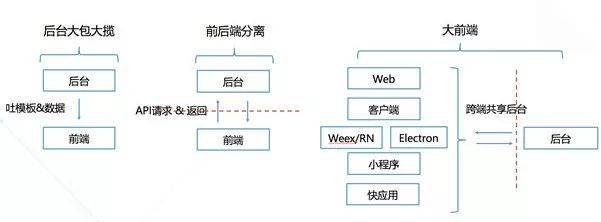 后台大包大揽
前后端分离
大前端
后台
吐模板&数据
前端
后台
API请求 & 返回
前端
Web
客户端
Weex/RN
Electron
小程序
快应用
跨端共享后台
后台